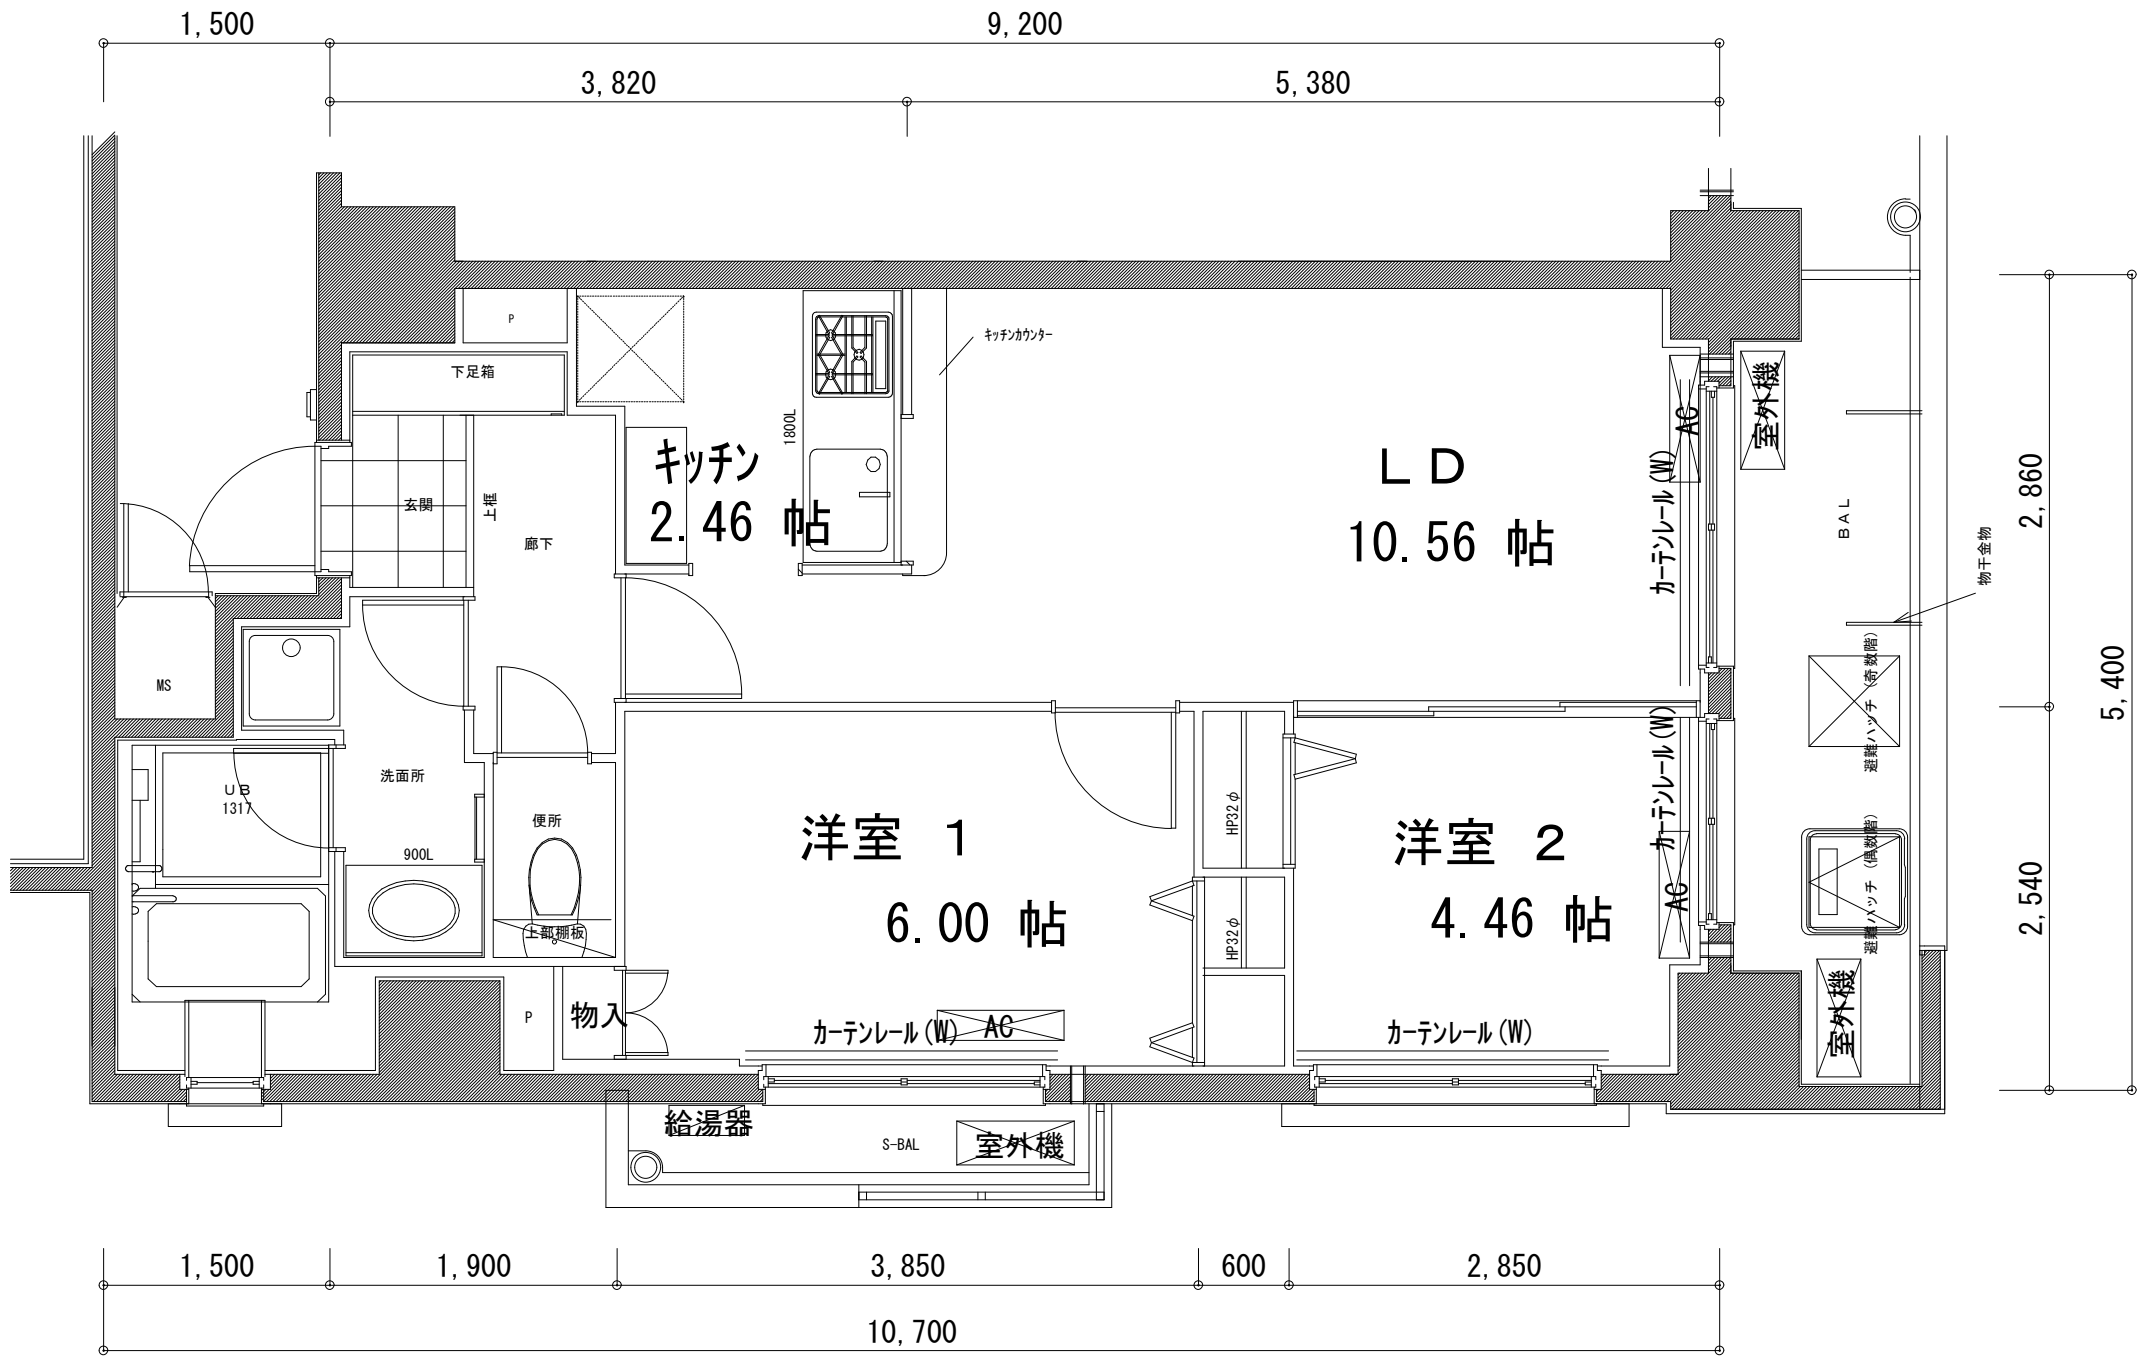 1,500
9,200
3,820
5,380
P
下足箱
キッチンカウンター
1800L
キッチン
2.46 帖
LD
10.56 帖
AC
室外機
カーテンレール(W)
BAL
物干金物
2,860
5,400
2,540
玄関
上框
廊下
MS
洗面所
UB
1317
900L
便所
上部棚板
洋室 1
6.00 帖
HP32φ
HP32φ
洋室 2
4.46 帖
カーテンレール(W)
AC
避難ハッチ (奇数階)
避難ハッチ (偶数階)
室外機
P
物入
カーテンレール(W)
AC
カーテンレール(W)
給湯器
S-BAL
室外機
1,500
1,900
3,850
600
2,850
10,700